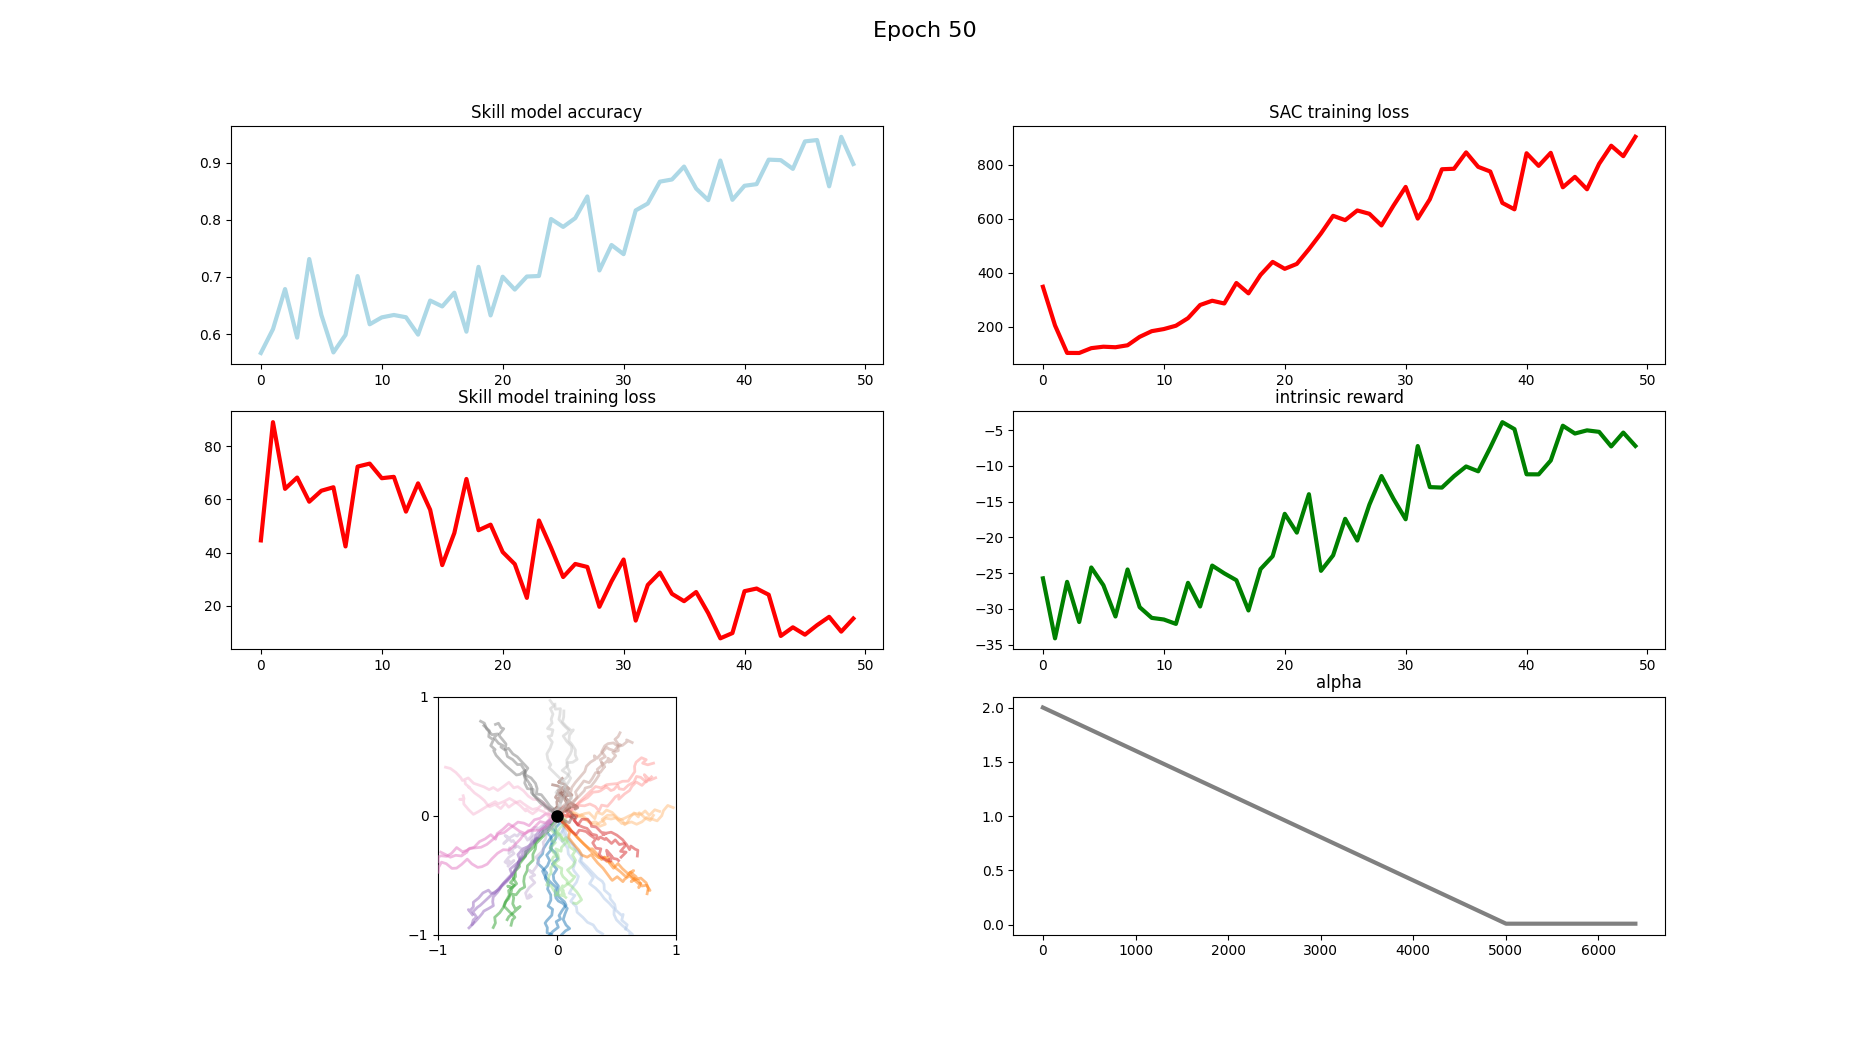 Epoch 50
Skill model accuracy
0.9
0.8
0.7
0.6
0 10 20 30 40 50
SAC training loss
800
600
400
200
0 10 20 30 40 50
Skill model training loss
80
60
40
20
0 10 20 30 40 50
intrinsic reward
−5
−10
−15
−20
−25
−30
−35
0 10 20 30 40 50
1
0
−1
−1 0 1
alpha
2.0
1.5
1.0
0.5
0.0
0 1000 2000 3000 4000 5000 6000